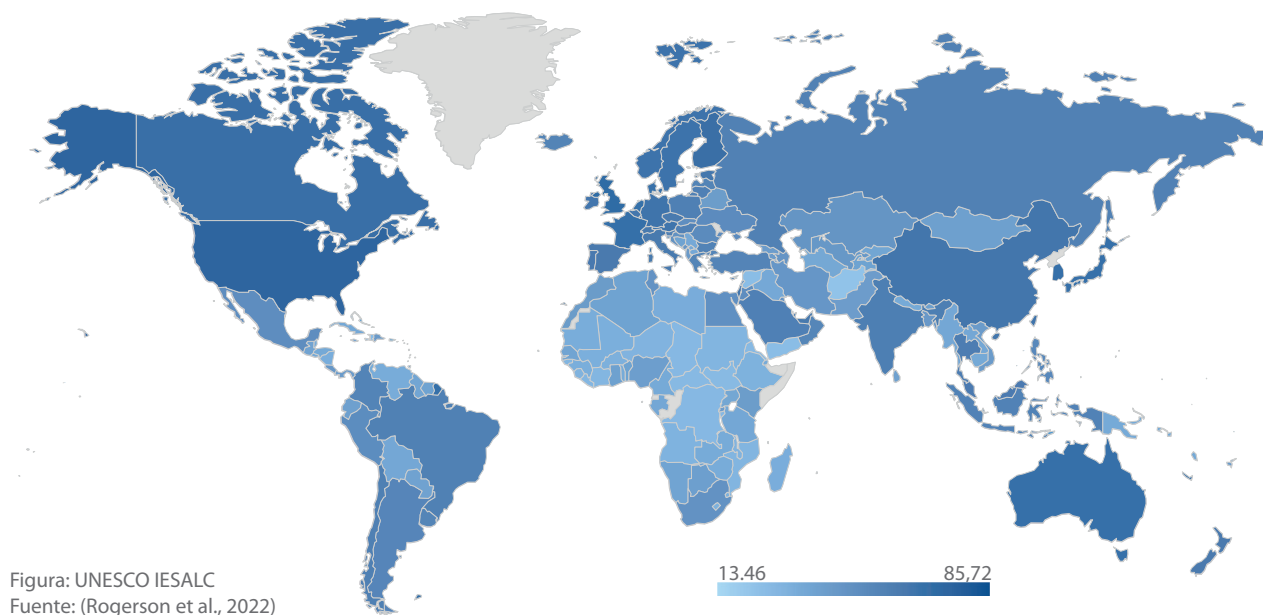 13.46 85,72
Figura: UNESCO IESALC
Fuente: (Rogerson et al., 2022)